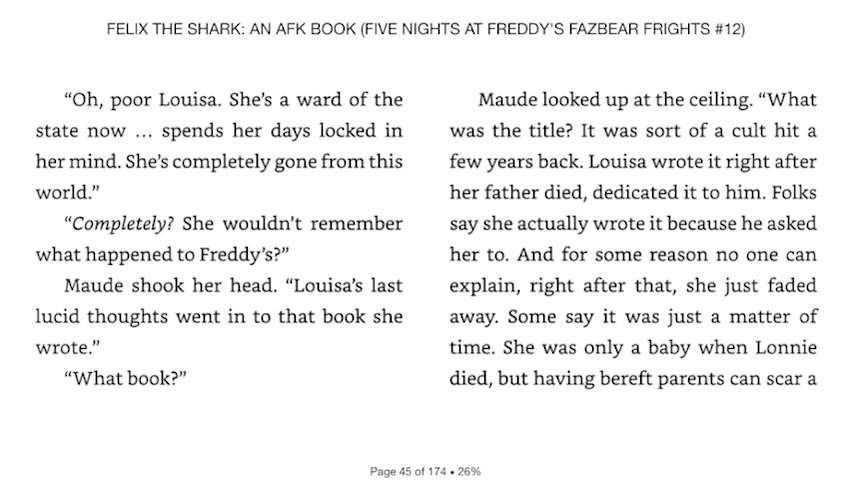 FELIX THE SHARK: AN AFK BOOK (FIVE NIGHTS AT FREDDY'S FAZBEAR FRIGHTS #12)
“Oh, poor Louisa. She’s a ward of the
state now … spends her days locked in
her mind. She’s completely gone from this
world.”
“Completely? She wouldn’t remember
what happened to Freddy’s?”
Maude shook her head. “Louisa’s last
lucid thoughts went in to that book she
wrote.”
“What book?”
Maude looked up at the ceiling. “What
was the title? It was sort of a cult hit a
few years back. Louisa wrote it right after
her father died, dedicated it to him. Folks
say she actually wrote it because he asked
her to. And for some reason no one can
explain, right after that, she just faded
away. Some say it was just a matter of
time. She was only a baby when Lonnie
died, but having bereft parents can scar a
Page 45 of 174 • 26%